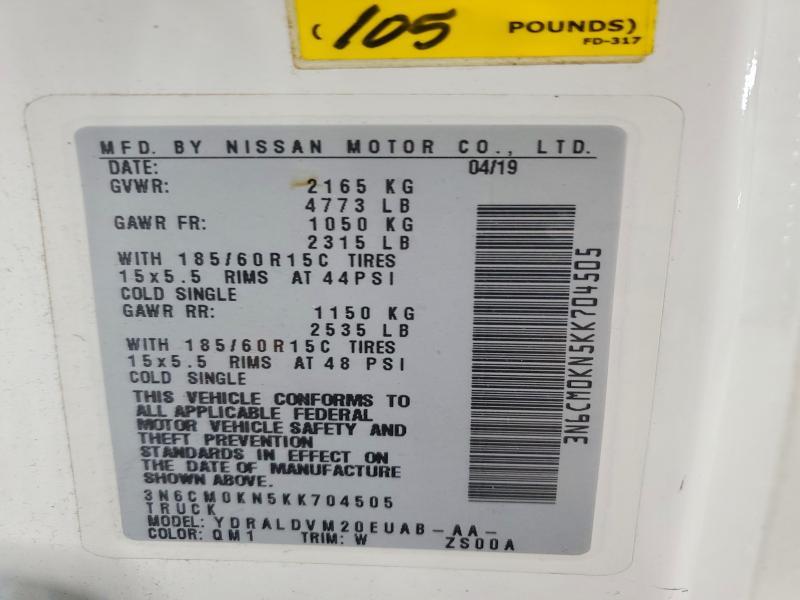 ( 105 POUNDS)
FD-317
MFD. BY NISSAN MOTOR CO., LTD.
DATE: 04/19
GVWR: 2165 KG
4773 LB
GAWR FR: 1050 KG
2315 LB
WITH 185/60R15C TIRES
15x5.5 RIMS AT 44PSI
COLD SINGLE
GAWR RR: 1150 KG
2535 LB
WITH 185/60R15C TIRES
15x5.5 RIMS AT 48 PSI
COLD SINGLE
THIS VEHICLE CONFORMS TO
ALL APPLICABLE FEDERAL
MOTOR VEHICLE SAFETY AND
THEFT PREVENTION
STANDARDS IN EFFECT ON
THE DATE OF MANUFACTURE
SHOWN ABOVE.
3N6CM0KN5KK704505
TRUCK
MODEL: YDRALDVM20EUAB-AA-
COLOR: QM1 TRIM: W ZS00A
3N6CM0KN5KK704505